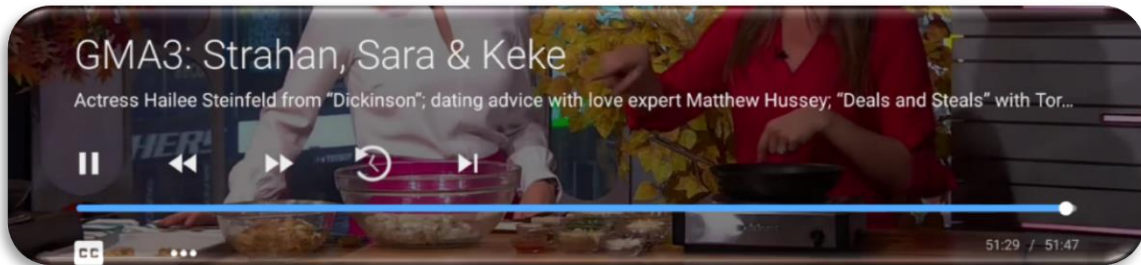 GMA3: Strahan, Sara & Keke
Actress Hailee Steinfeld from “Dickinson”; dating advice with love expert Matthew Hussey; “Deals and Steals” with Tor...
HER
CC
51:29 / 51:47